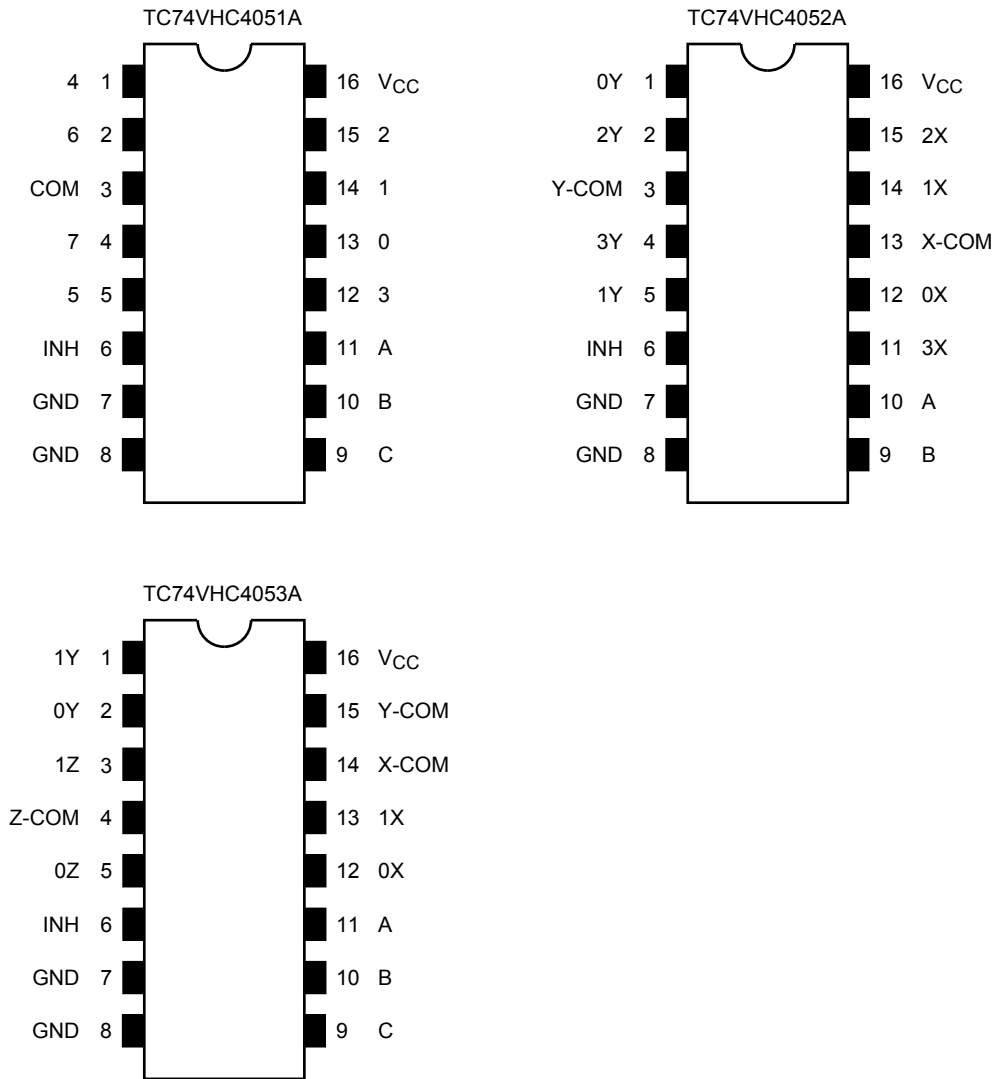 TC74VHC4051A
4 1 16 VCC
6 2 15 2
COM 3 14 1
7 4 13 0
5 5 12 3
INH 6 11 A
GND 7 10 B
GND 8 9 C
TC74VHC4052A
0Y 1 16 VCC
2Y 2 15 2X
Y-COM 3 14 1X
3Y 4 13 X-COM
1Y 5 12 0X
INH 6 11 3X
GND 7 10 A
GND 8 9 B
TC74VHC4053A
1Y 1 16 VCC
0Y 2 15 Y-COM
1Z 3 14 X-COM
Z-COM 4 13 1X
0Z 5 12 0X
INH 6 11 A
GND 7 10 B
GND 8 9 C